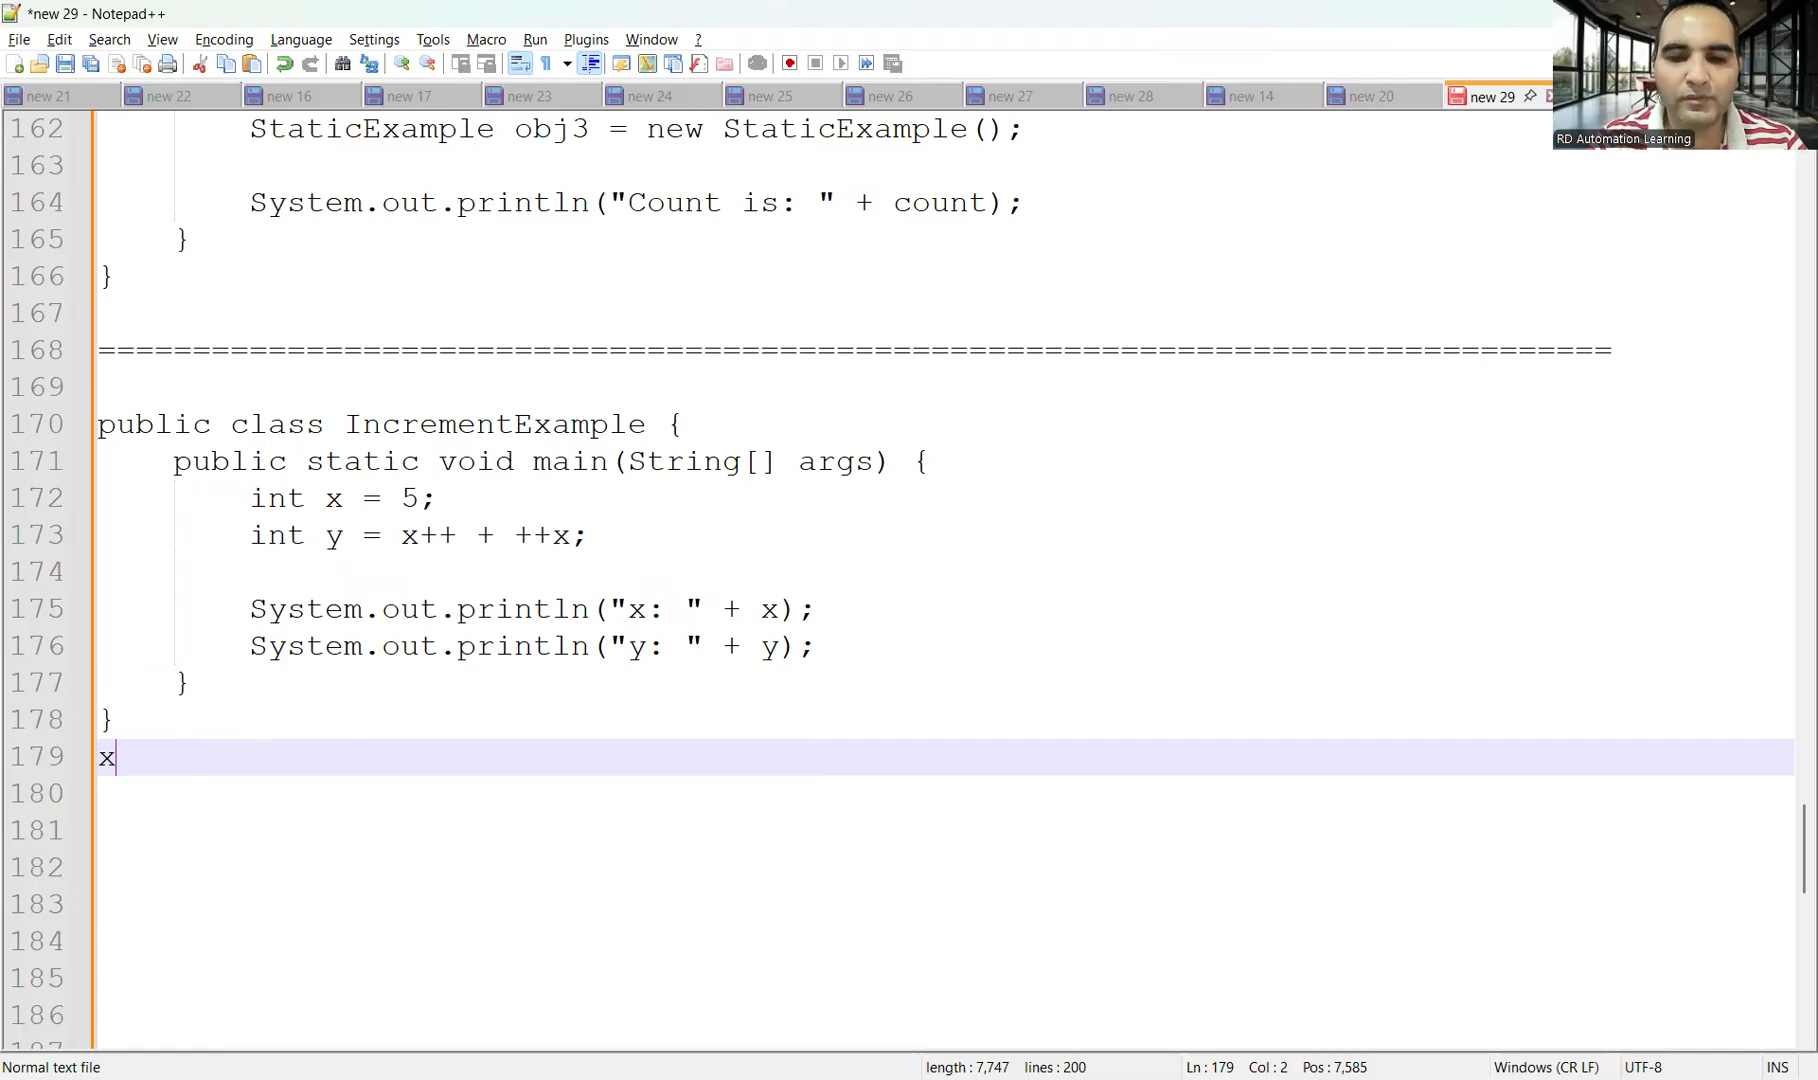 *new 29 - Notepad++
File Edit Search View Encoding Language Settings Tools Macro Run Plugins Window ?
new 21 new 22 new 16 new 17 new 23 new 24 new 25 new 26 new 27 new 28 new 14 new 20 new 29
RD Automation Learning
162 StaticExample obj3 = new StaticExample();
163
164 System.out.println("Count is: " + count);
165 }
166 }
167
168 ================================================================================
169
170 public class IncrementExample {
171 public static void main(String[] args) {
172 int x = 5;
173 int y = x++ + ++x;
174
175 System.out.println("x: " + x);
176 System.out.println("y: " + y);
177 }
178 }
179 x
180
181
182
183
184
185
186
Normal text file length : 7,747 lines : 200 Ln : 179 Col : 2 Pos : 7,585 Windows (CR LF) UTF-8 INS